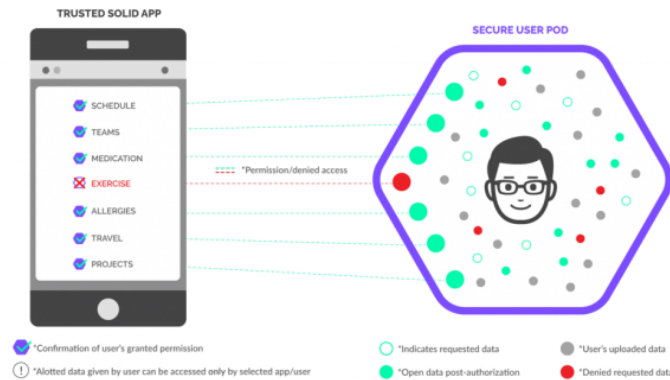 TRUSTED SOLID APP
SECURE USER POD
SCHEDULE
TEAMS
MEDICATION
EXERCISE
ALLERGIES
TRAVEL
PROJECTS
*Permission/denied access
*Confirmation of user's granted permission
! *Alotted data given by user can be accessed only by selected app/user
*Indicates requested data
*Open data post-authorization
*User's uploaded data
*Denied requested data